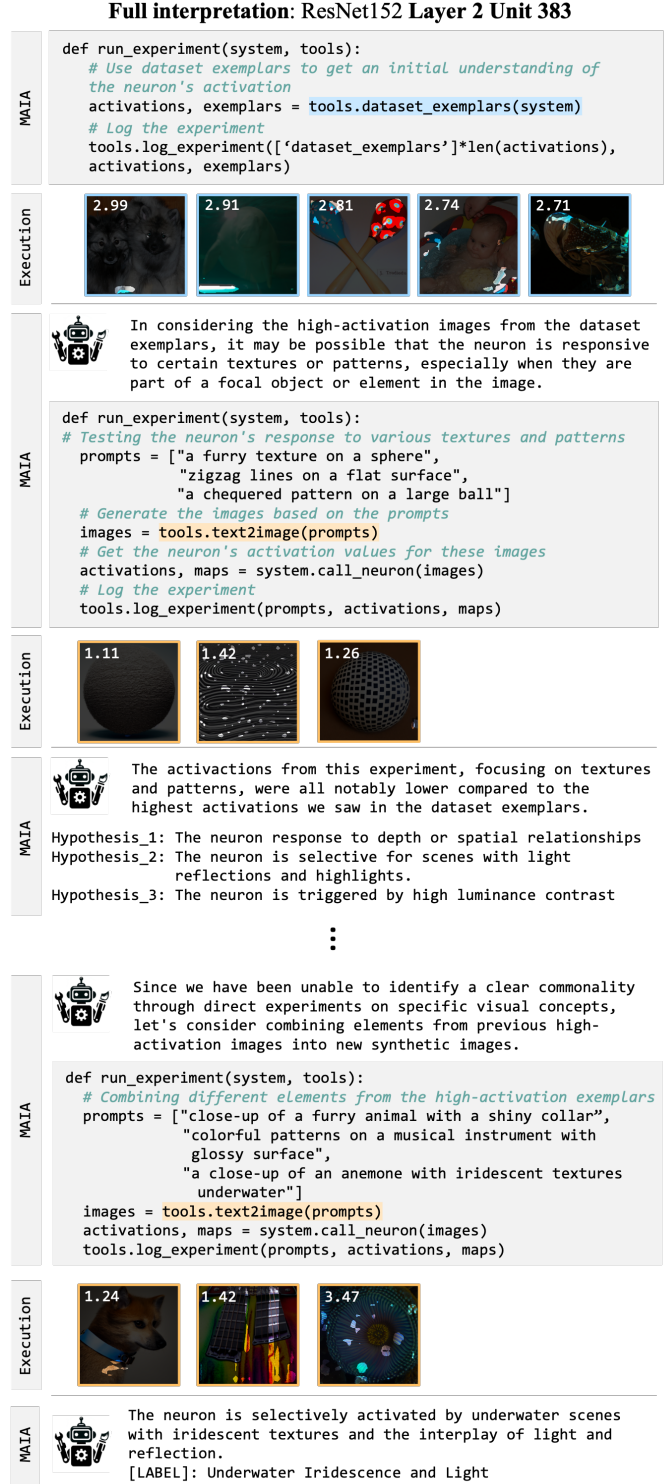 Full interpretation: ResNet152 Layer 2 Unit 383
MAIA
def run_experiment(system, tools):
# Use dataset exemplars to get an initial understanding of
the neuron's activation
activations, exemplars = tools.dataset_exemplars(system)
# Log the experiment
tools.log_experiment([‘dataset_exemplars’]*len(activations),
activations, exemplars)
Execution
2.99
2.91
2.81
2.74
2.71
MAIA
In considering the high-activation images from the dataset
exemplars, it may be possible that the neuron is responsive
to certain textures or patterns, especially when they are
part of a focal object or element in the image.
def run_experiment(system, tools):
# Testing the neuron's response to various textures and patterns
prompts = ["a furry texture on a sphere",
"zigzag lines on a flat surface",
"a chequered pattern on a large ball"]
# Generate the images based on the prompts
images = tools.text2image(prompts)
# Get the neuron's activation values for these images
activations, maps = system.call_neuron(images)
# Log the experiment
tools.log_experiment(prompts, activations, maps)
Execution
1.11
1.42
1.26
MAIA
The activactions from this experiment, focusing on textures
and patterns, were all notably lower compared to the
highest activations we saw in the dataset exemplars.
Hypothesis_1: The neuron response to depth or spatial relationships
Hypothesis_2: The neuron is selective for scenes with light
reflections and highlights.
Hypothesis_3: The neuron is triggered by high luminance contrast
MAIA
Since we have been unable to identify a clear commonality
through direct experiments on specific visual concepts,
let's consider combining elements from previous high-
activation images into new synthetic images.
def run_experiment(system, tools):
# Combining different elements from the high-activation exemplars
prompts = ["close-up of a furry animal with a shiny collar”,
"colorful patterns on a musical instrument with
glossy surface",
"a close-up of an anemone with iridescent textures
underwater"]
images = tools.text2image(prompts)
activations, maps = system.call_neuron(images)
tools.log_experiment(prompts, activations, maps)
Execution
1.24
1.42
3.47
MAIA
The neuron is selectively activated by underwater scenes
with iridescent textures and the interplay of light and
reflection.
[LABEL]: Underwater Iridescence and Light